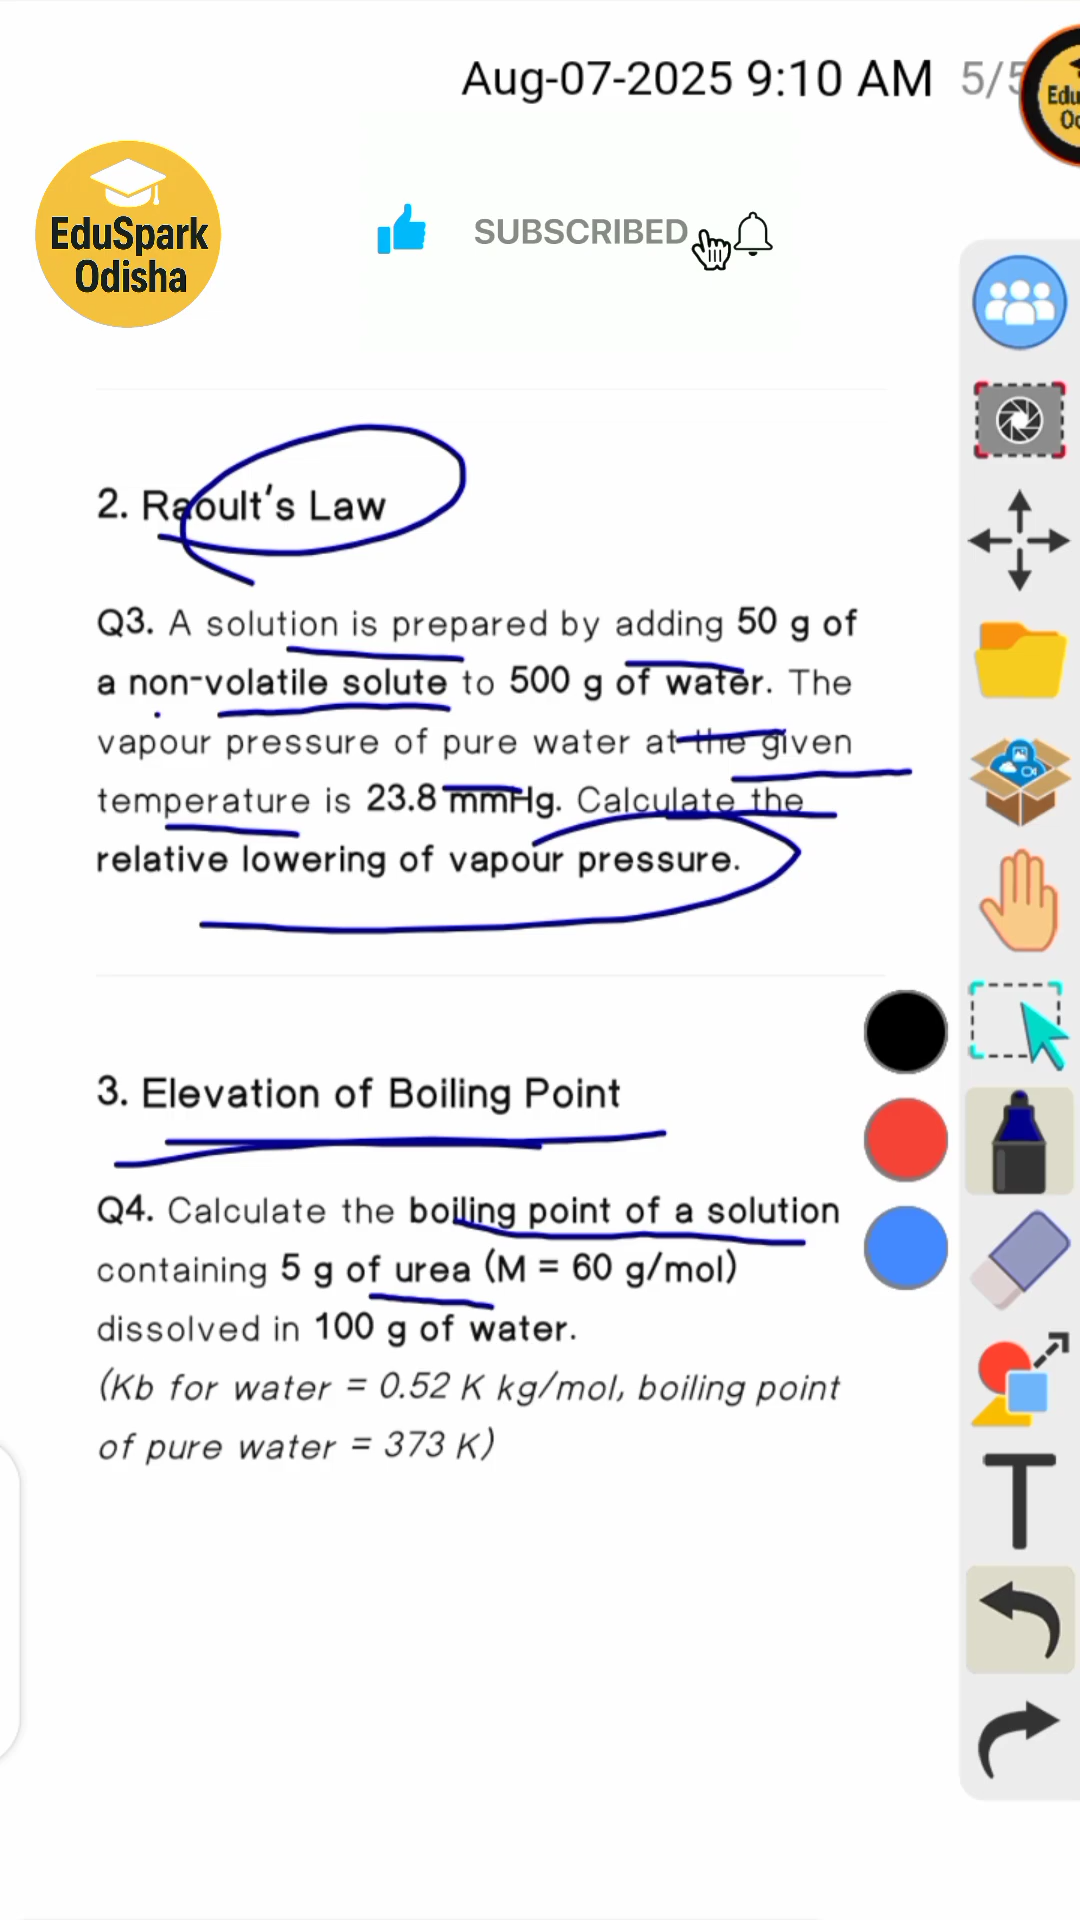 Aug-07-2025 9:10 AM 5/5
EduSpark
Odisha
SUBSCRIBED
2. Raoult's Law
Q3. A solution is prepared by adding 50 g of
a non-volatile solute to 500 g of water. The
vapour pressure of pure water at the given
temperature is 23.8 mmHg. Calculate the
relative lowering of vapour pressure.
3. Elevation of Boiling Point
Q4. Calculate the boiling point of a solution
containing 5 g of urea (M = 60 g/mol)
dissolved in 100 g of water.
(Kb for water = 0.52 K kg/mol, boiling point
of pure water = 373 K)